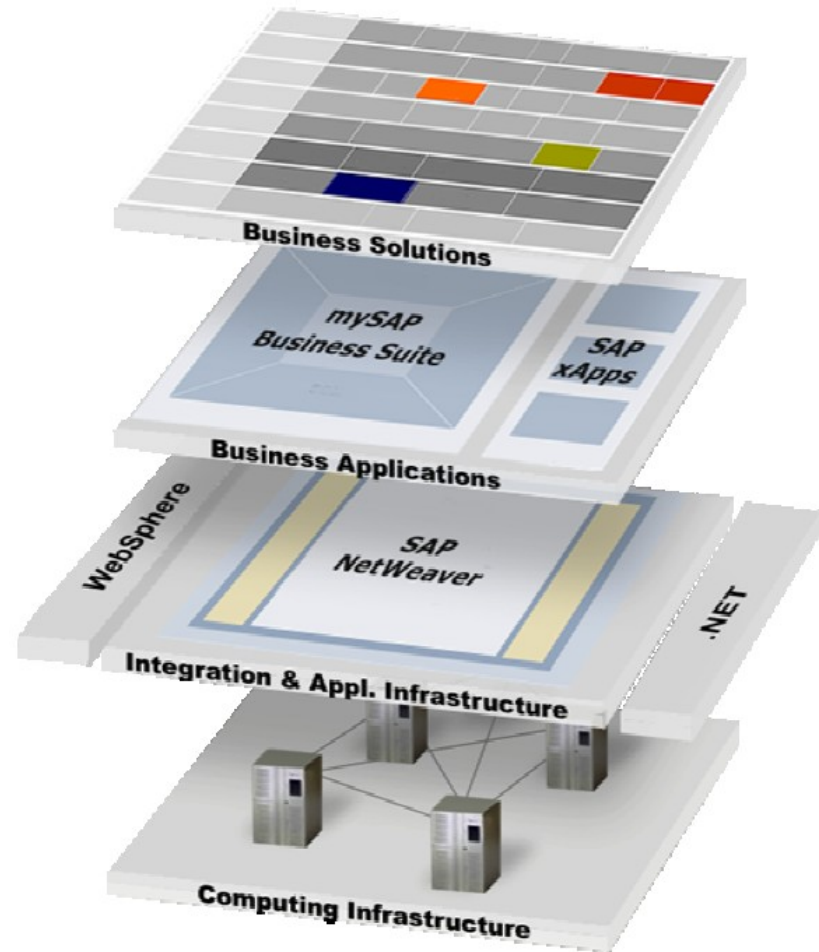 Business Solutions
mySAP
Business Suite
SAP
xApps
Business Applications
WebSphere
SAP
NetWeaver
.NET
Integration & Appl. Infrastructure
Computing Infrastructure